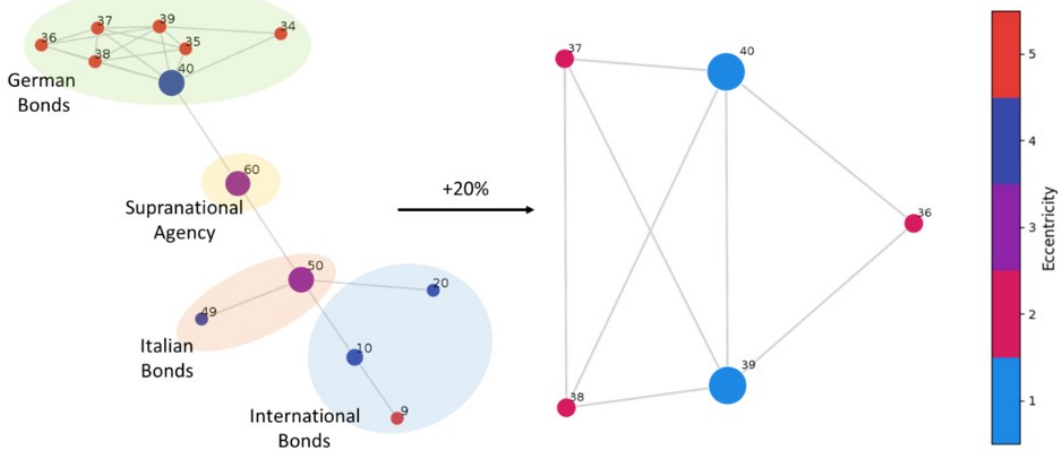 37
39
34
36
35
38
40
German
Bonds
60
Supranational
Agency
50
20
49
10
Italian
Bonds
9
International
Bonds
+20%
37
40
36
39
38
5
4
3
2
1
Eccentricity